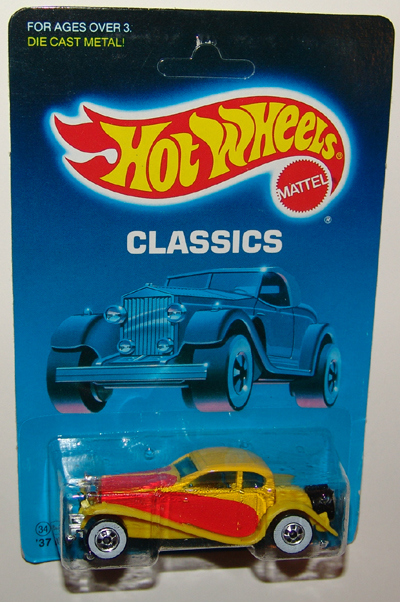 FOR AGES OVER 3.
DIE CAST METAL!
HOT WHEELS®
MATTEL
®
CLASSICS
34
'37